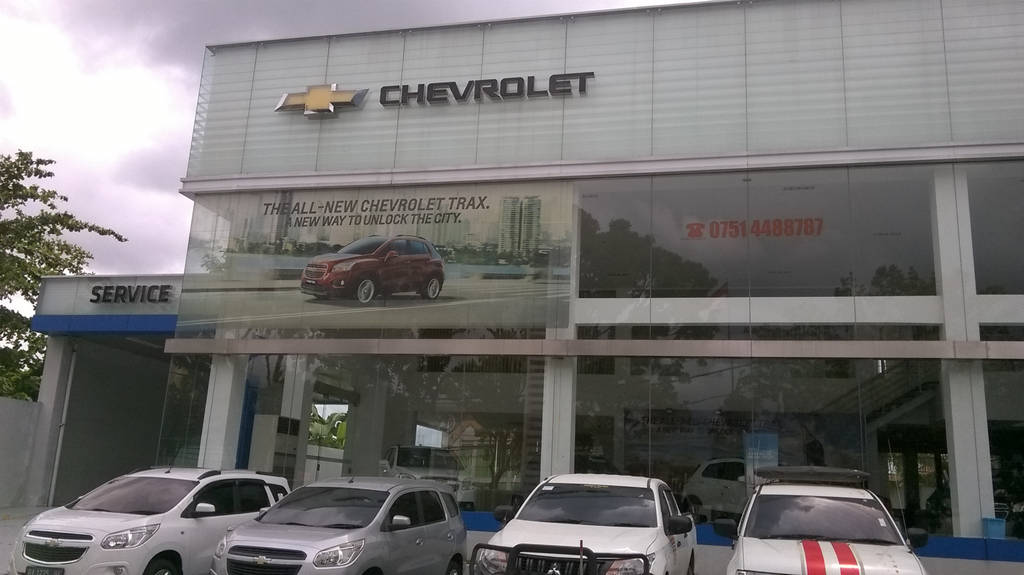 CHEVROLET
THE ALL-NEW CHEVROLET TRAX.
A NEW WAY TO UNLOCK THE CITY.
☎ 0751 4488787
SERVICE